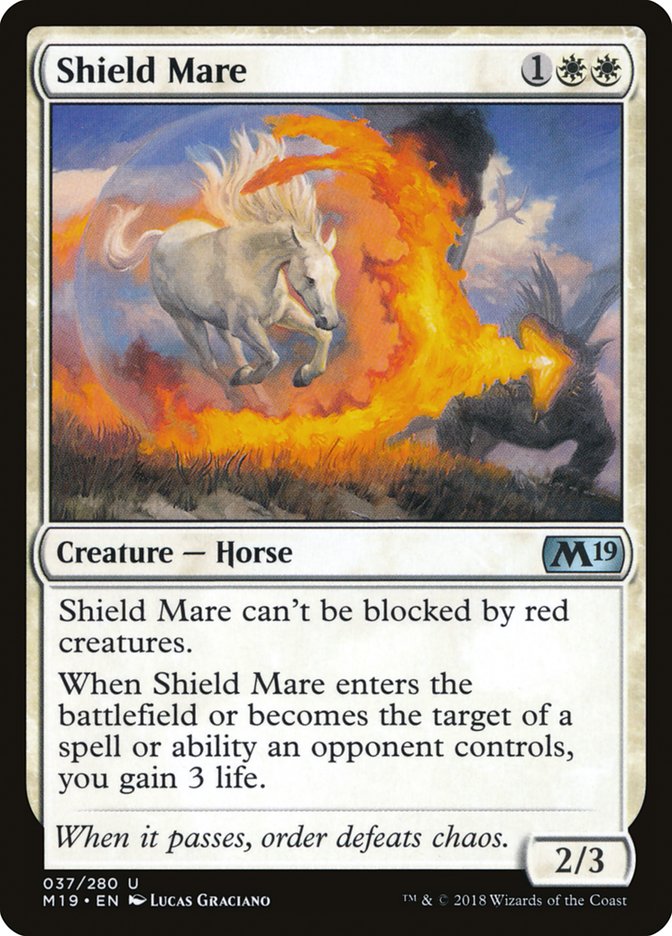 Shield Mare 1
Creature — Horse M19
Shield Mare can't be blocked by red
creatures.
When Shield Mare enters the
battlefield or becomes the target of a
spell or ability an opponent controls,
you gain 3 life.
When it passes, order defeats chaos.
2/3
037/280 U
M19 • EN Lucas Graciano ™ & © 2018 Wizards of the Coast